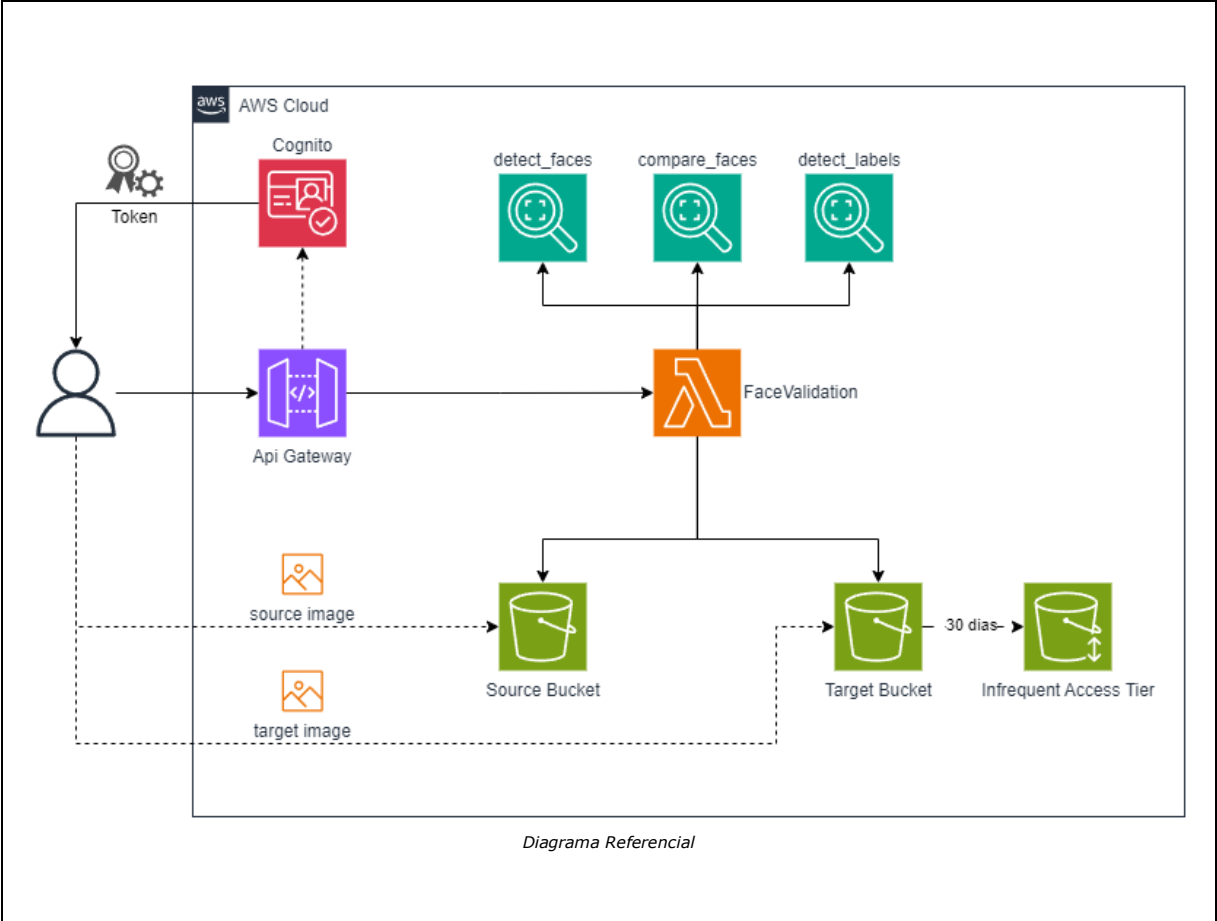 aws
AWS Cloud
Cognito
detect_faces
compare_faces
detect_labels
Token
</>
FaceValidation
Api Gateway
source image
30 dias
Source Bucket
Target Bucket
Infrequent Access Tier
target image
Diagrama Referencial